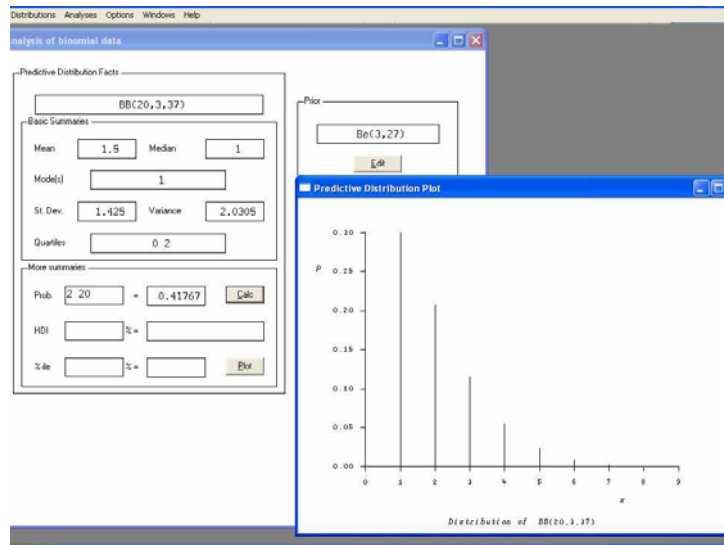 Distributions Analyses Options Windows Help
nalysis of binomial data
Predictive Distribution Facts
BB(20,3,37)
Basic Summaries
Mean 1.5 Median 1
Mode(s) 1
St. Dev. 1.425 Variance 2.0305
Quartiles 0 2
More summaries
Prob. 2 20 = 0.41767 Calc
HDI % =
%-ile % = Plot
Prior
Be(3,27)
Edit
Predictive Distribution Plot
0.30
P
0.25
0.20
0.15
0.10
0.05
0.00
0 1 2 3 4 5 6 7 8 9
x
Distribution of BB(20,3,37)